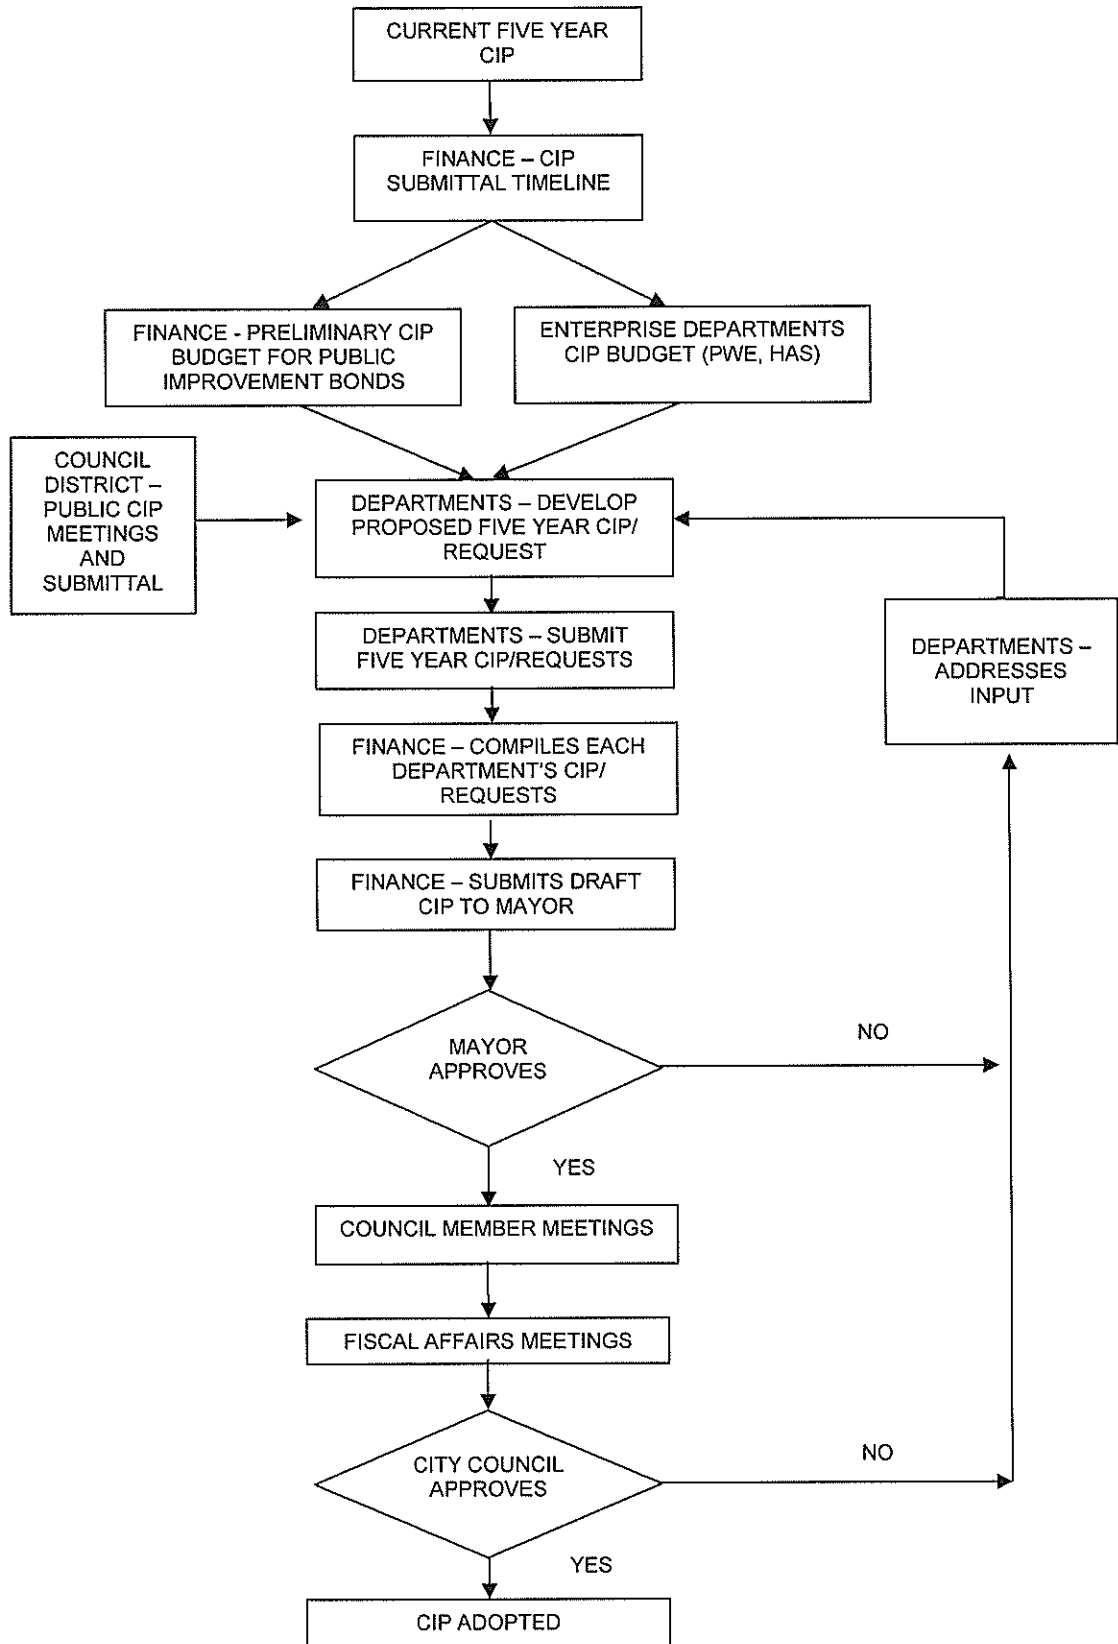 CURRENT FIVE YEAR
CIP
FINANCE – CIP
SUBMITTAL TIMELINE
FINANCE - PRELIMINARY CIP
BUDGET FOR PUBLIC
IMPROVEMENT BONDS
ENTERPRISE DEPARTMENTS
CIP BUDGET (PWE, HAS)
COUNCIL
DISTRICT –
PUBLIC CIP
MEETINGS
AND
SUBMITTAL
DEPARTMENTS – DEVELOP
PROPOSED FIVE YEAR CIP/
REQUEST
DEPARTMENTS – SUBMIT
FIVE YEAR CIP/REQUESTS
DEPARTMENTS –
ADDRESSES
INPUT
FINANCE – COMPILES EACH
DEPARTMENT'S CIP/
REQUESTS
FINANCE – SUBMITS DRAFT
CIP TO MAYOR
MAYOR
APPROVES
NO
YES
COUNCIL MEMBER MEETINGS
FISCAL AFFAIRS MEETINGS
CITY COUNCIL
APPROVES
NO
YES
CIP ADOPTED